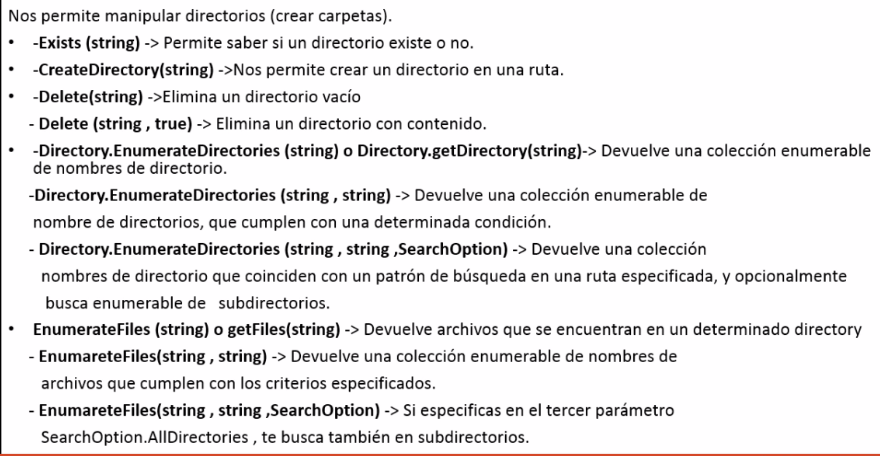 Nos permite manipular directorios (crear carpetas).
• -Exists (string) -> Permite saber si un directorio existe o no.
• -CreateDirectory(string) ->Nos permite crear un directorio en una ruta.
• -Delete(string) ->Elimina un directorio vacío
- Delete (string , true) -> Elimina un directorio con contenido.
• -Directory.EnumerateDirectories (string) o Directory.getDirectory(string)-> Devuelve una colección enumerable
de nombres de directorio.
-Directory.EnumerateDirectories (string , string) -> Devuelve una colección enumerable de
nombre de directorios, que cumplen con una determinada condición.
- Directory.EnumerateDirectories (string , string ,SearchOption) -> Devuelve una colección
nombres de directorio que coinciden con un patrón de búsqueda en una ruta especificada, y opcionalmente
busca enumerable de subdirectorios.
• EnumerateFiles (string) o getFiles(string) -> Devuelve archivos que se encuentran en un determinado directory
- EnumareteFiles(string , string) -> Devuelve una colección enumerable de nombres de
archivos que cumplen con los criterios especificados.
- EnumareteFiles(string , string ,SearchOption) -> Si especificas en el tercer parámetro
SearchOption.AllDirectories , te busca también en subdirectorios.